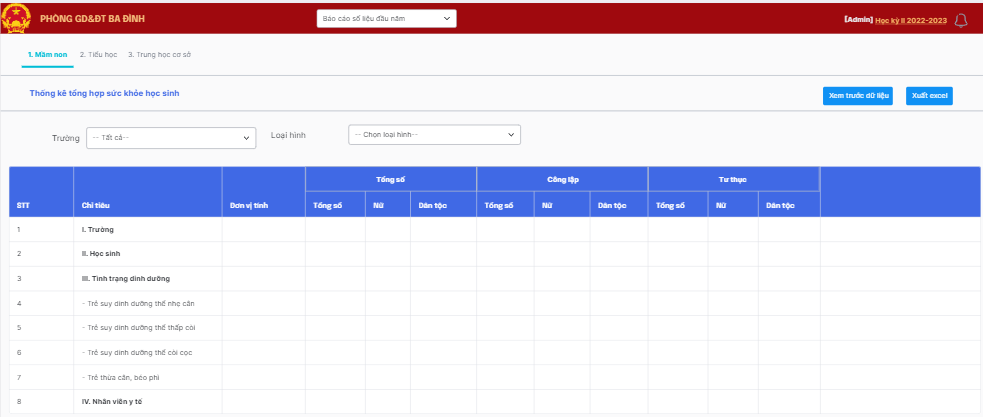 PHÒNG GD&ĐT BA ĐÌNH
Báo cáo số liệu đầu năm
[Admin] Học kỳ II 2022-2023
1. Mầm non 2. Tiểu học 3. Trung học cơ sở
Thống kê tổng hợp sức khỏe học sinh
Xem trước dữ liệu Xuất excel
Trường -- Tất cả-- Loại hình -- Chọn loại hình--
Tổng số Công lập Tư thục
STT Chỉ tiêu Đơn vị tính Tổng số Nữ Dân tộc Tổng số Nữ Dân tộc Tổng số Nữ Dân tộc
1 I. Trường
2 II. Học sinh
3 III. Tình trạng dinh dưỡng
4 - Trẻ suy dinh dưỡng thể nhẹ cân
5 - Trẻ suy dinh dưỡng thể thấp còi
6 - Trẻ suy dinh dưỡng thể còi cọc
7 - Trẻ thừa cân, béo phì
8 IV. Nhân viên y tế